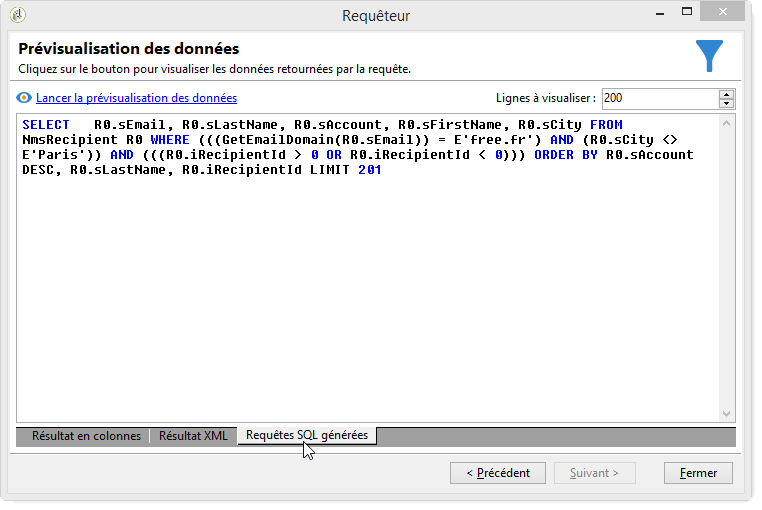 Requêteur
Prévisualisation des données
Cliquez sur le bouton pour visualiser les données retournées par la requête.
Lancer la prévisualisation des données
Lignes à visualiser : 200
SELECT   R0.sEmail, R0.sLastName, R0.sAccount, R0.sFirstName, R0.sCity FROM
NmsRecipient R0 WHERE (((GetEmailDomain(R0.sEmail)) = E'free.fr') AND (R0.sCity <>
E'Paris')) AND (((R0.iRecipientId > 0 OR R0.iRecipientId < 0))) ORDER BY R0.sAccount
DESC, R0.sLastName, R0.iRecipientId LIMIT 201
Résultat en colonnes Résultat XML Requêtes SQL générées
< Précédent Suivant > Fermer